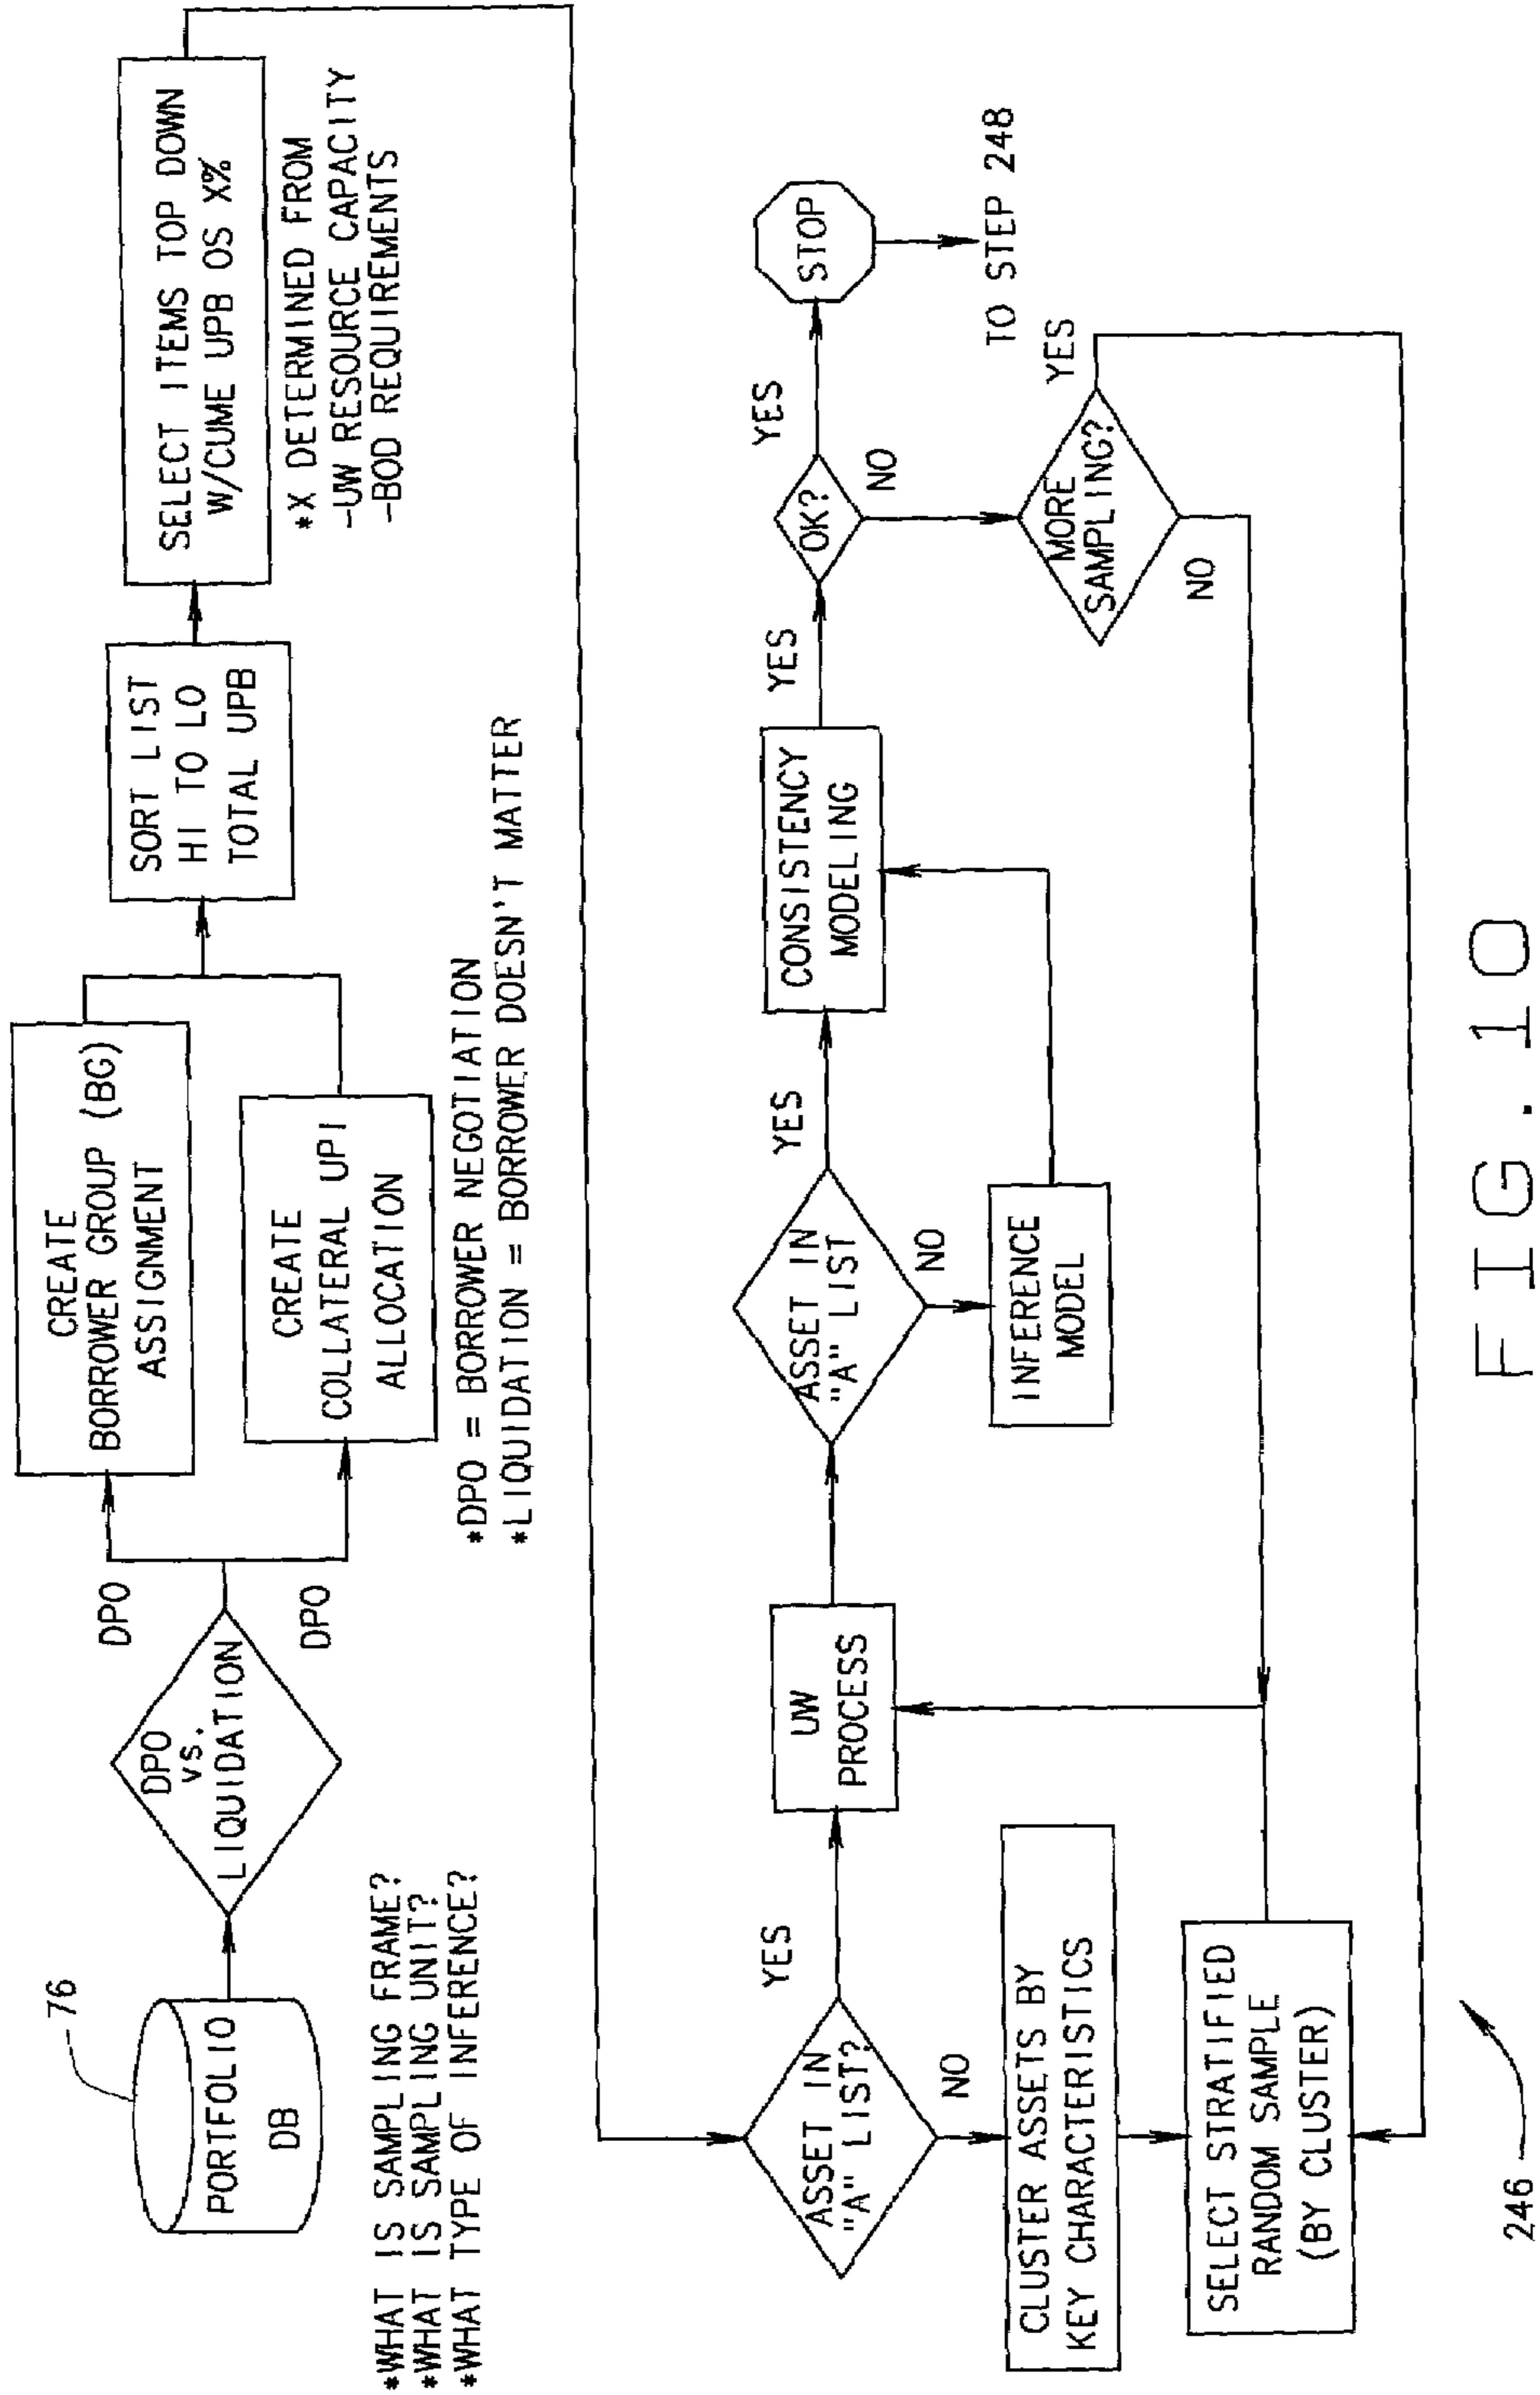 76
PORTFOLIO
DB
*WHAT IS SAMPLING FRAME?
*WHAT IS SAMPLING UNIT?
*WHAT TYPE OF INFERENCE?
DPO
vs.
LIQUIDATION
DPO
DPO
CREATE
BORROWER GROUP (BG)
ASSIGNMENT
CREATE
COLLATERAL UPI
ALLOCATION
*DPO = BORROWER NEGOTIATION
*LIQUIDATION = BORROWER DOESN'T MATTER
SORT LIST
HI TO LO
TOTAL UPB
SELECT ITEMS TOP DOWN
W/CUME UPB OS X%
*X DETERMINED FROM
-UW RESOURCE CAPACITY
-BOD REQUIREMENTS
ASSET IN
"A" LIST?
YES
NO
CLUSTER ASSETS BY
KEY CHARACTERISTICS
SELECT STRATIFIED
RANDOM SAMPLE
(BY CLUSTER)
UW
PROCESS
ASSET IN
"A" LIST
YES
NO
INFERENCE
MODEL
CONSISTENCY
MODELING
YES
OK?
YES
NO
STOP
TO STEP 248
MORE
SAMPLING?
YES
NO
246
FIG. 10